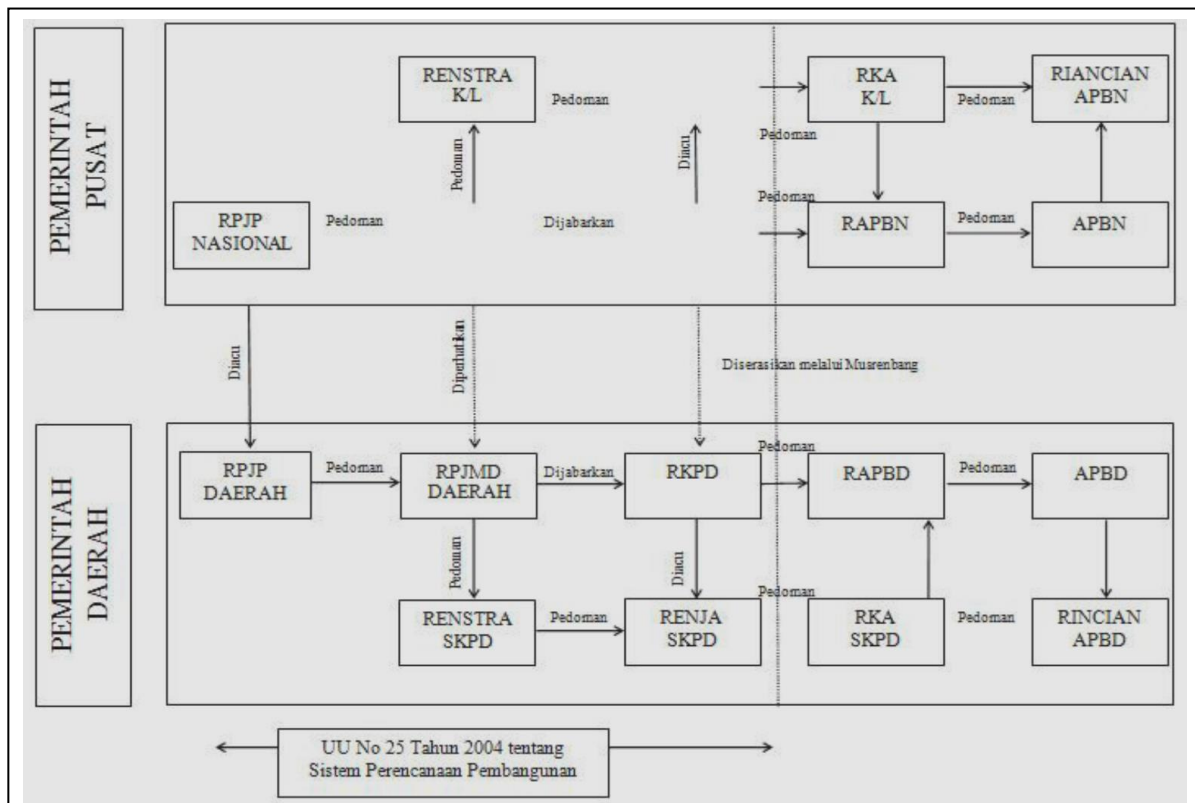 PEMERINTAH
PUSAT
RENSTRA
K/L
Pedoman
RKA
K/L
Pedoman
RIANCIAN
APBN
Pedoman
Pedoman
Diacu
Pedoman
RPJP
NASIONAL
Pedoman
Dijabarkan
RAPBN
Pedoman
APBN
Diacu
Diperhatikan
Diserasikan melalui Musrenbang
PEMERINTAH
DAERAH
RPJP
DAERAH
Pedoman
RPJMD
DAERAH
Dijabarkan
RKPD
Pedoman
RAPBD
Pedoman
APBD
Pedoman
Diacu
RENSTRA
SKPD
Pedoman
RENJA
SKPD
Pedoman
RKA
SKPD
Pedoman
RINCIAN
APBD
UU No 25 Tahun 2004 tentang
Sistem Perencanaan Pembangunan